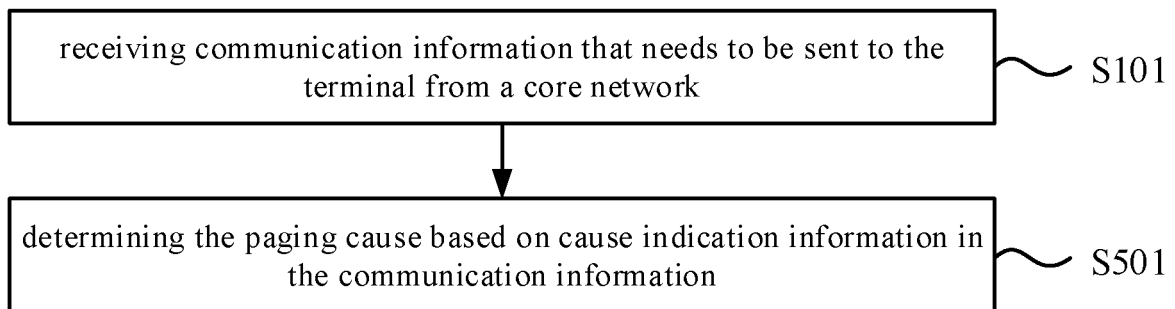 receiving communication information that needs to be sent to the
terminal from a core network
S101
determining the paging cause based on cause indication information in
the communication information
S501